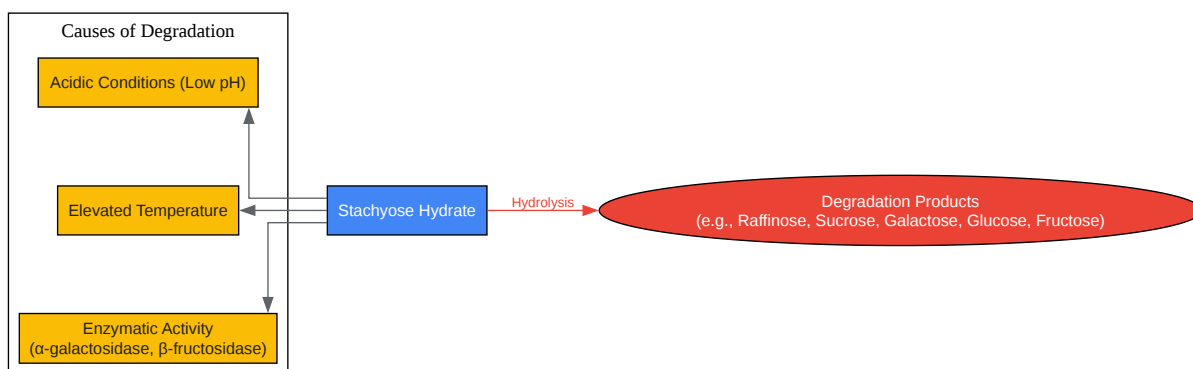 Causes of Degradation
Acidic Conditions (Low pH)
Elevated Temperature
Stachyose Hydrate
Hydrolysis
Degradation Products
(e.g., Raffinose, Sucrose, Galactose, Glucose, Fructose)
Enzymatic Activity
(α-galactosidase, β-fructosidase)